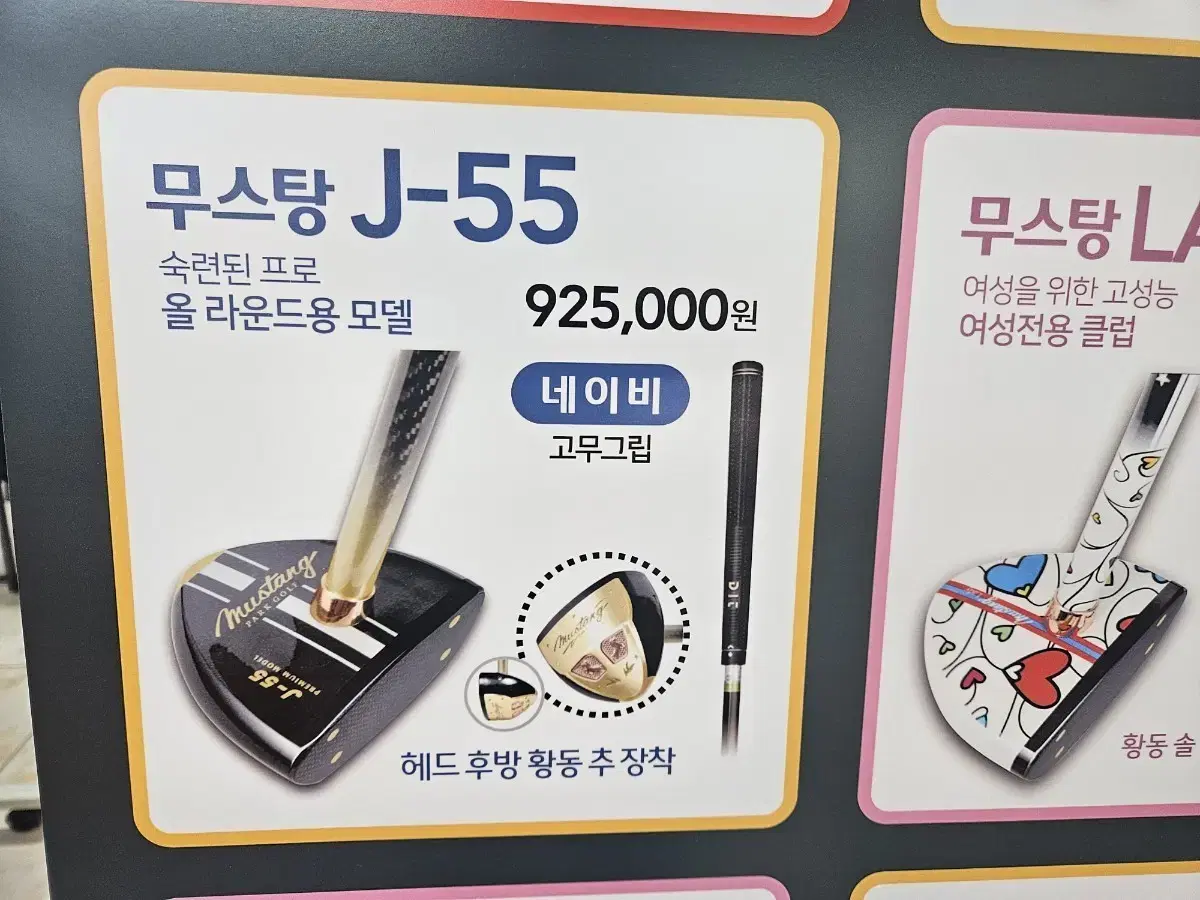 무스탕 J-55
숙련된 프로
올 라운드용 모델
925,000원
네이비
고무그립
mustang
PARK GOLF
J-55
PREMIUM MODEL
mustang
헤드 후방 황동 추 장착
무스탕 LA
여성을 위한 고성능
여성전용 클럽
황동 솔